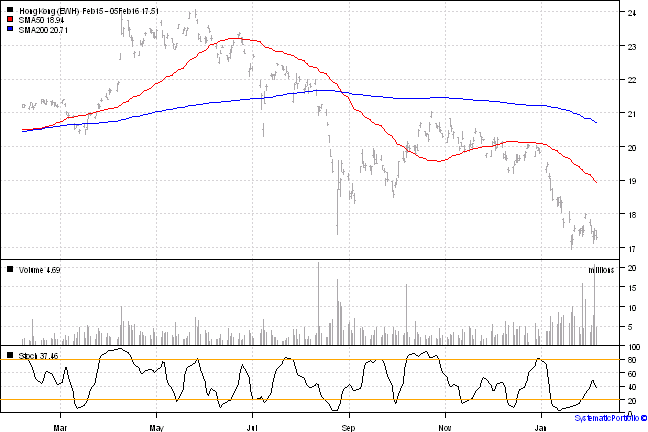 Hong Kong (EWH) Feb15 - 05Feb16 17.51
SMA50 18.94
SMA200 20.71
24
23
22
21
20
19
18
17
Volume 4.69
millions
20
15
10
5
Stoch 37.46
100
80
60
40
20
0
Mar May Jul Sep Nov Jan
SystematicPortfolio ©